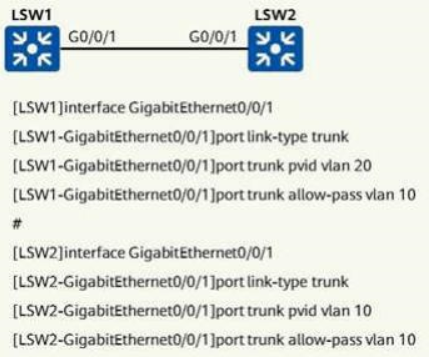 LSW1 LSW2
G0/0/1 G0/0/1
[LSW1]interface GigabitEthernet0/0/1
[LSW1-GigabitEthernet0/0/1]port link-type trunk
[LSW1-GigabitEthernet0/0/1]port trunk pvid vlan 20
[LSW1-GigabitEthernet0/0/1]port trunk allow-pass vlan 10
#
[LSW2]interface GigabitEthernet0/0/1
[LSW2-GigabitEthernet0/0/1]port link-type trunk
[LSW2-GigabitEthernet0/0/1]port trunk pvid vlan 10
[LSW2-GigabitEthernet0/0/1]port trunk allow-pass vlan 10